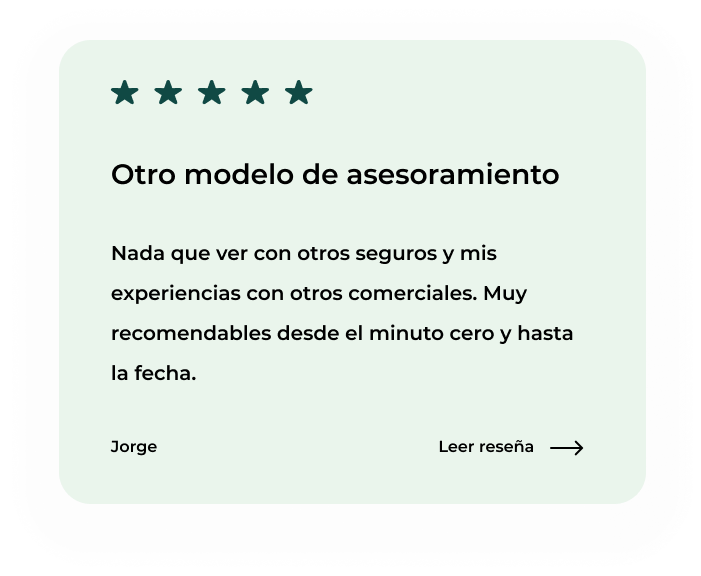 Otro modelo de asesoramiento
Nada que ver con otros seguros y mis
experiencias con otros comerciales. Muy
recomendables desde el minuto cero y hasta
la fecha.
Jorge
Leer reseña